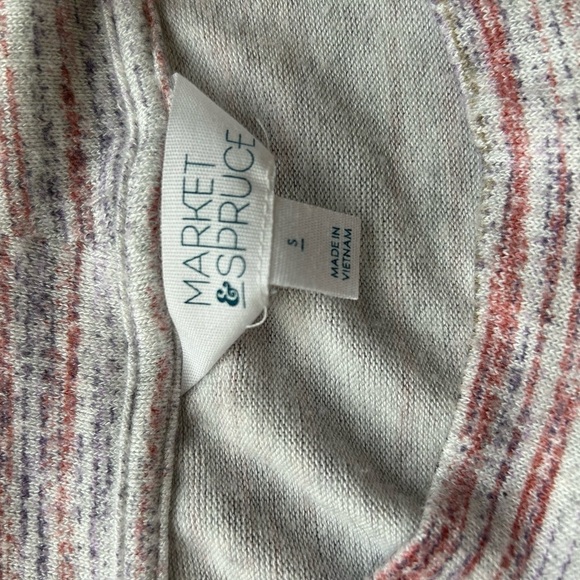 MARKET
& SPRUCE
S
MADE IN
VIETNAM